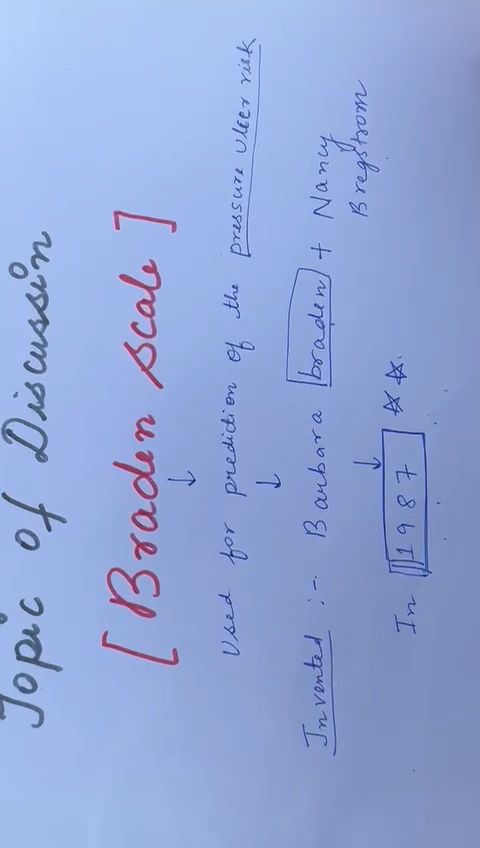 Topic of Discussion
[Braden scale]
↓
Used for prediction of the pressure ulcer risk
↓
Invented :- Barbara braden + Nancy
Bregstrom
↓
In 1987 ☆☆